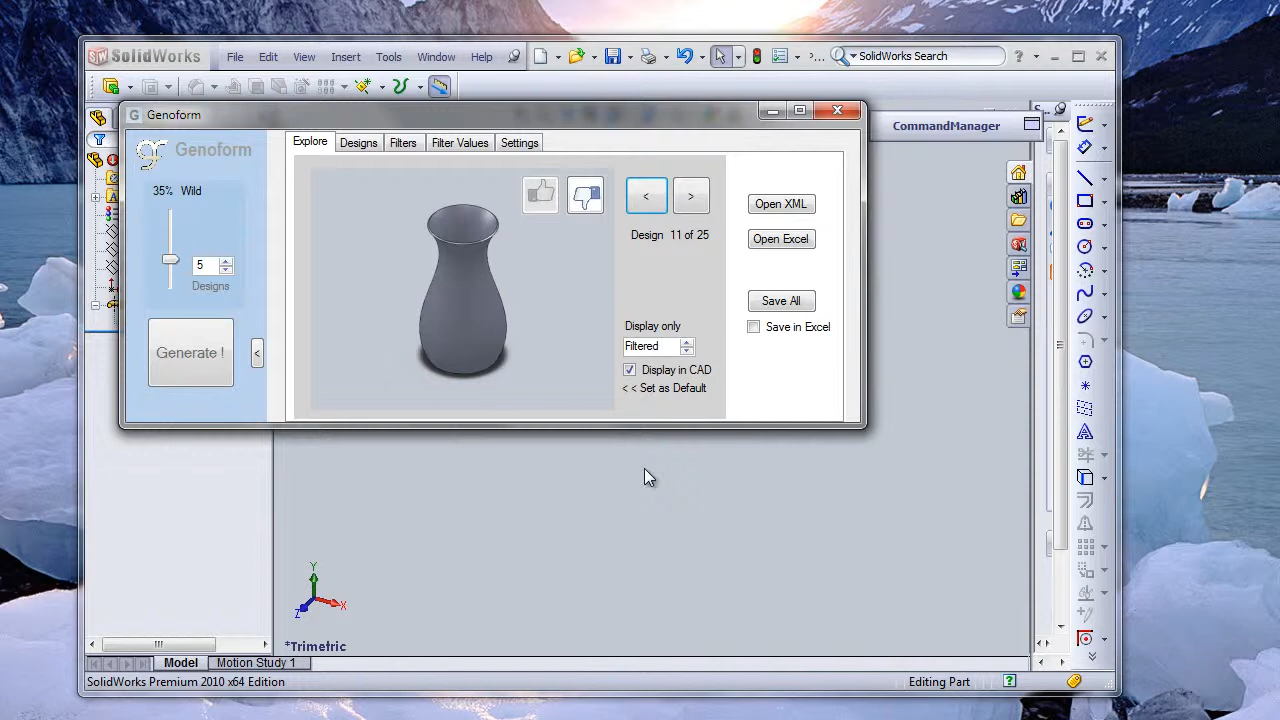 SolidWorks File Edit View Insert Tools Window Help SolidWorks Search ?
G Genoform
CommandManager
S..
gf Genoform
Explore Designs Filters Filter Values Settings
35% Wild
5
Designs
Generate !
<
< >
Design 11 of 25
Display only
Filtered
Display in CAD
< < Set as Default
Open XML
Open Excel
Save All
Save in Excel
Y
X
Z
*Trimetric
Model Motion Study 1
SolidWorks Premium 2010 x64 Edition Editing Part ?